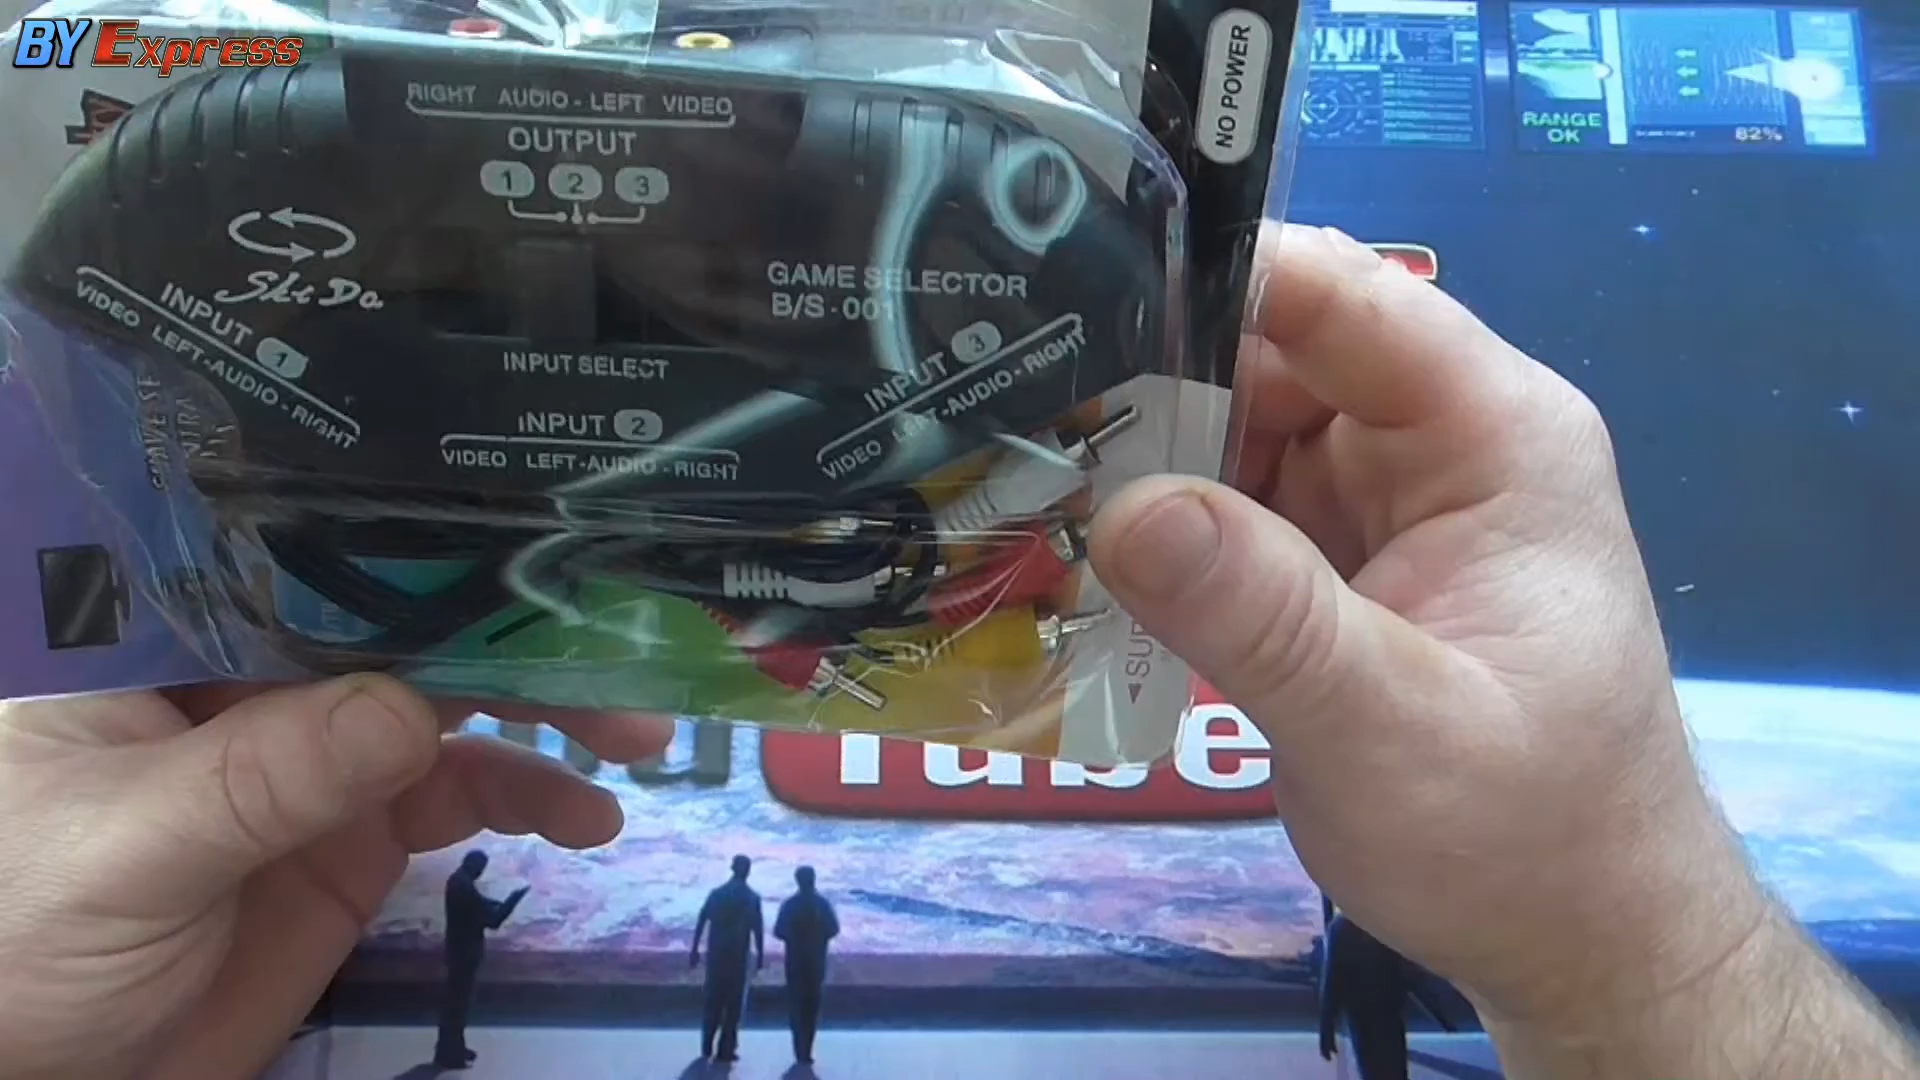 BY Express
RIGHT AUDIO - LEFT VIDEO
OUTPUT
1 2 3
NO POWER
RANGE
OK
82%
GAME SELECTOR
B/S - 001
INPUT 1
VIDEO LEFT - AUDIO - RIGHT
INPUT SELECT
INPUT 2
VIDEO LEFT - AUDIO - RIGHT
INPUT 3
VIDEO LEFT - AUDIO - RIGHT
Tube